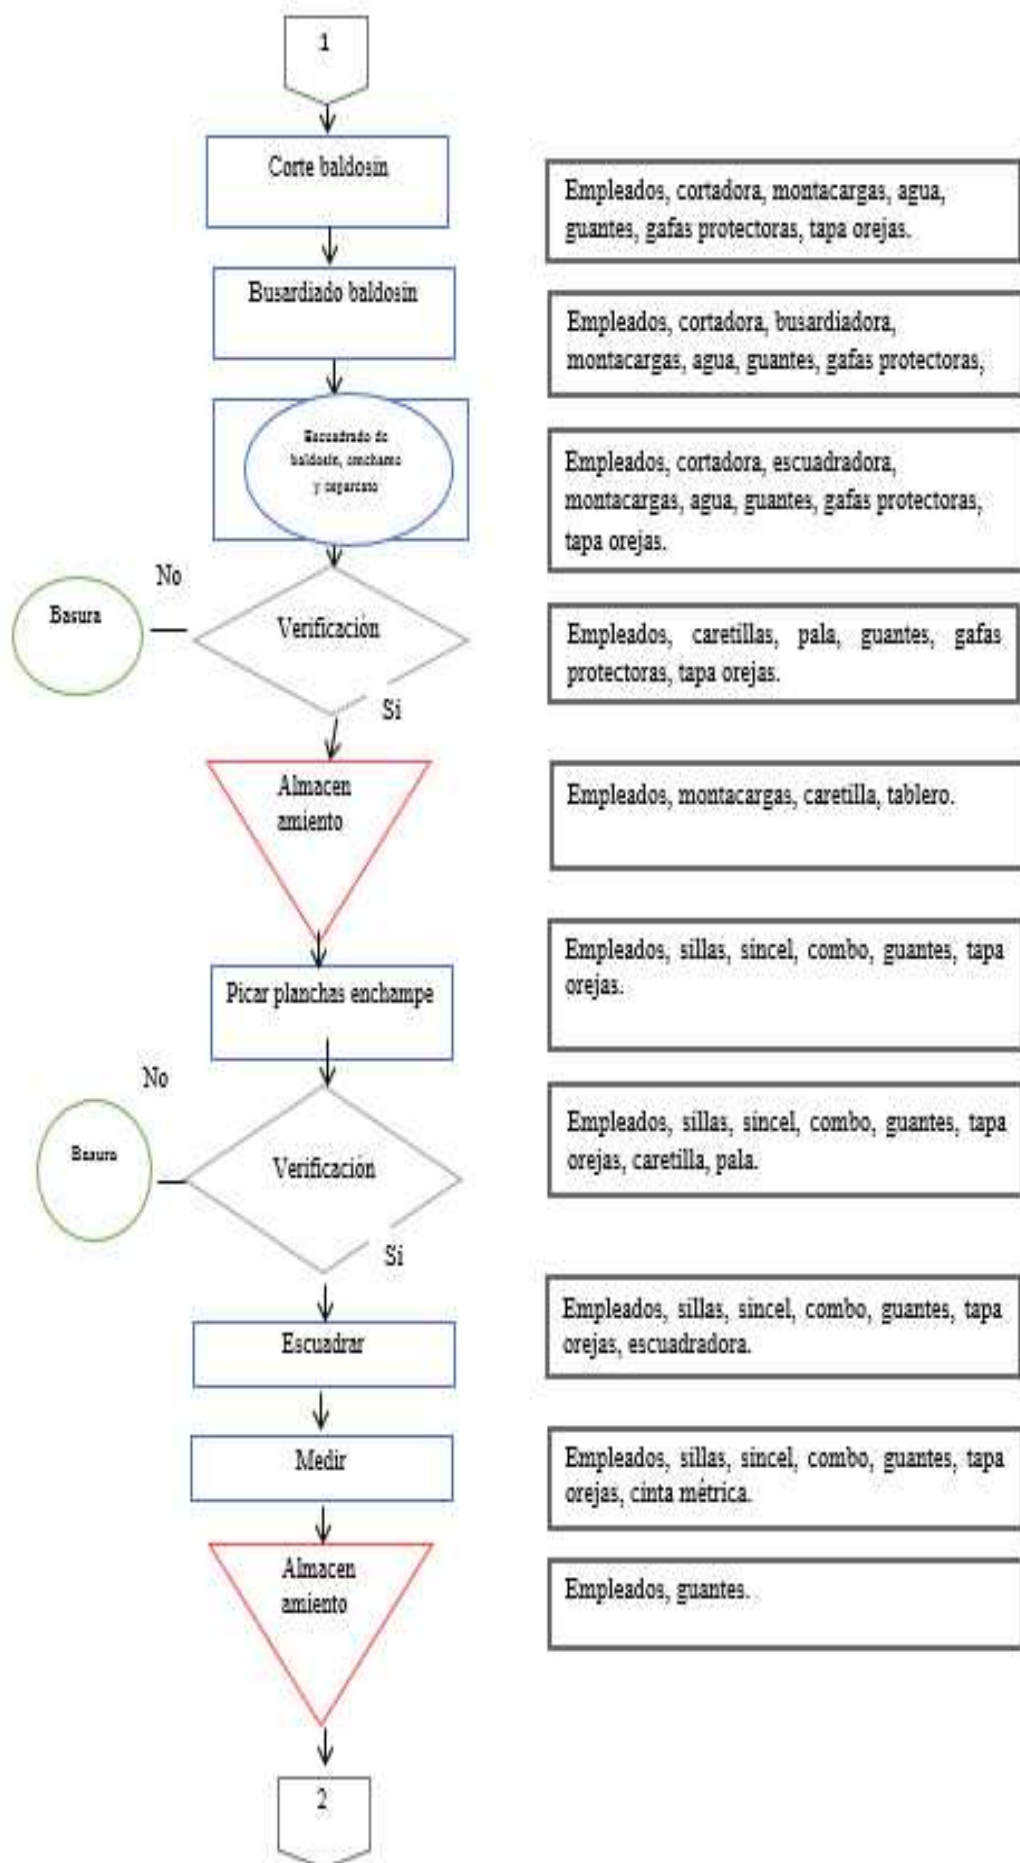 1
Corte baldosin
Empleados, cortadora, montacargas, agua,
guantes, gafas protectoras, tapa orejas.
Busardiado baldosin
Empleados, cortadora, busardiadora,
montacargas, agua, guantes, gafas protectoras,
Escuadrado de
baldosin,
y
Empleados, cortadora, escuadradora,
montacargas, agua, guantes, gafas protectoras,
tapa orejas.
No
Basura
Verificación
Si
Empleados, caretillas, pala, guantes, gafas
protectoras, tapa orejas.
Almacen
amiento
Empleados, montacargas, caretilla, tablero.
Picar planchas enchampe
Empleados, sillas, sincel, combo, guantes, tapa
orejas.
No
Basura
Verificación
Si
Empleados, sillas, sincel, combo, guantes, tapa
orejas, caretilla, pala.
Escuadrar
Empleados, sillas, sincel, combo, guantes, tapa
orejas, escuadradora.
Medir
Empleados, sillas, sincel, combo, guantes, tapa
orejas, cinta métrica.
Almacen
amiento
Empleados, guantes.
2